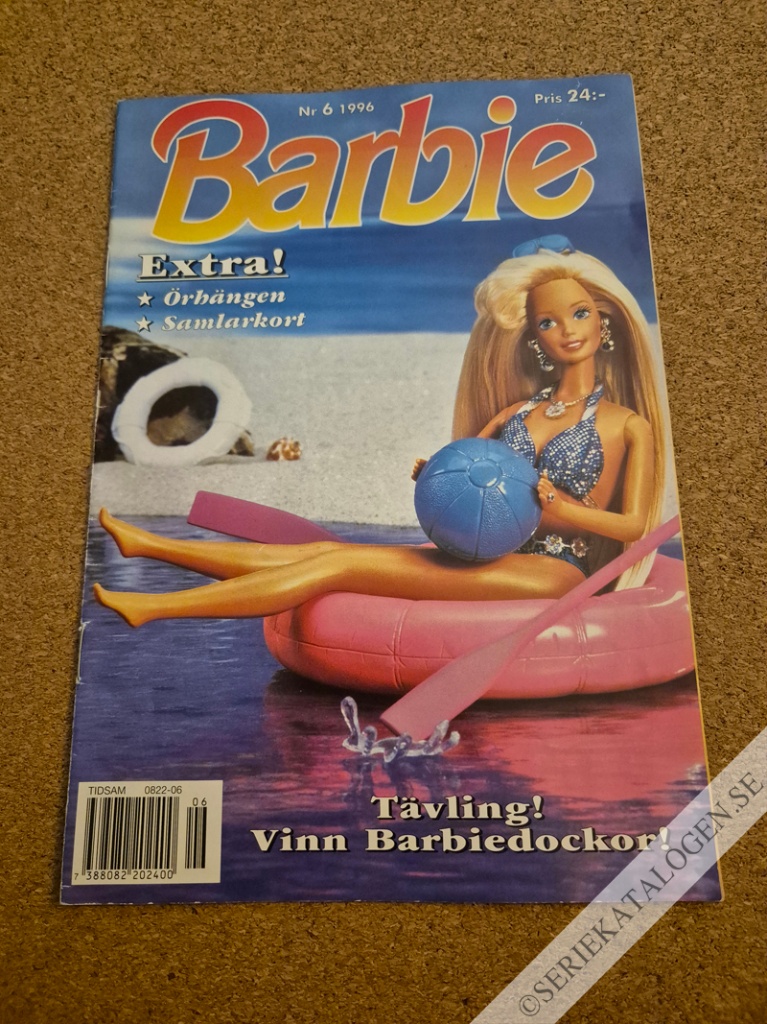 Nr 6 1996
Pris 24:-
Barbie
Extra!
★ Örhängen
★ Samlarkort
TIDSAM 0822-06
06
7 388082 202400
Tävling!
Vinn Barbiedockor!
©SERIEKATALOGEN.SE